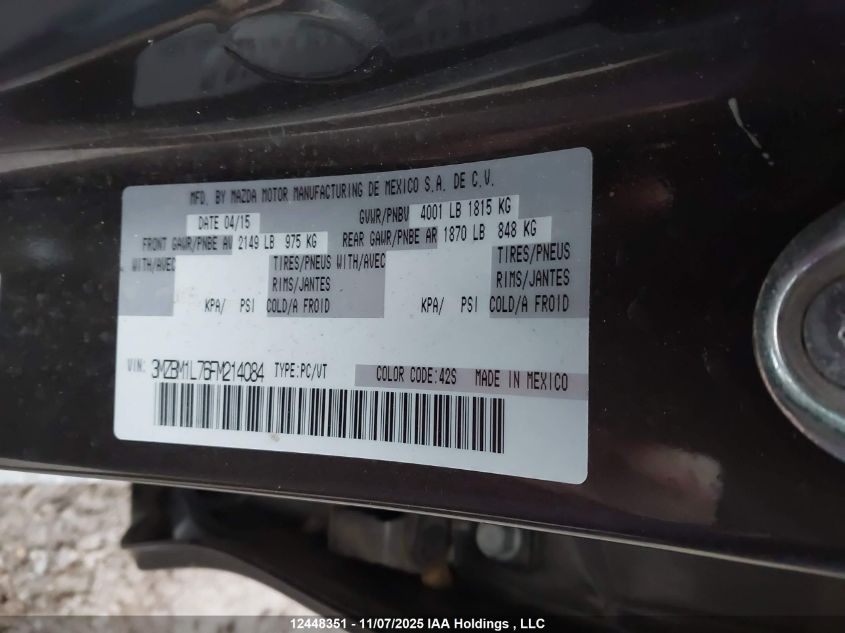 MFD. BY MAZDA MOTOR MANUFACTURING DE MEXICO S.A. DE C.V.
DATE 04/15 GVWR/PNBV 4001 LB 1815 KG
FRONT GAWR/PNBE AV 2149 LB 975 KG REAR GAWR/PNBE AR 1870 LB 848 KG
WITH/AVEC TIRES/PNEUS WITH/AVEC TIRES/PNEUS
RIMS/JANTES RIMS/JANTES
KPA/ PSI COLD/A FROID KPA/ PSI COLD/A FROID
VIN: 3MZBM1L76FM214084 TYPE:PC/VT COLOR CODE:42S MADE IN MEXICO
12448351 - 11/07/2025 IAA Holdings , LLC